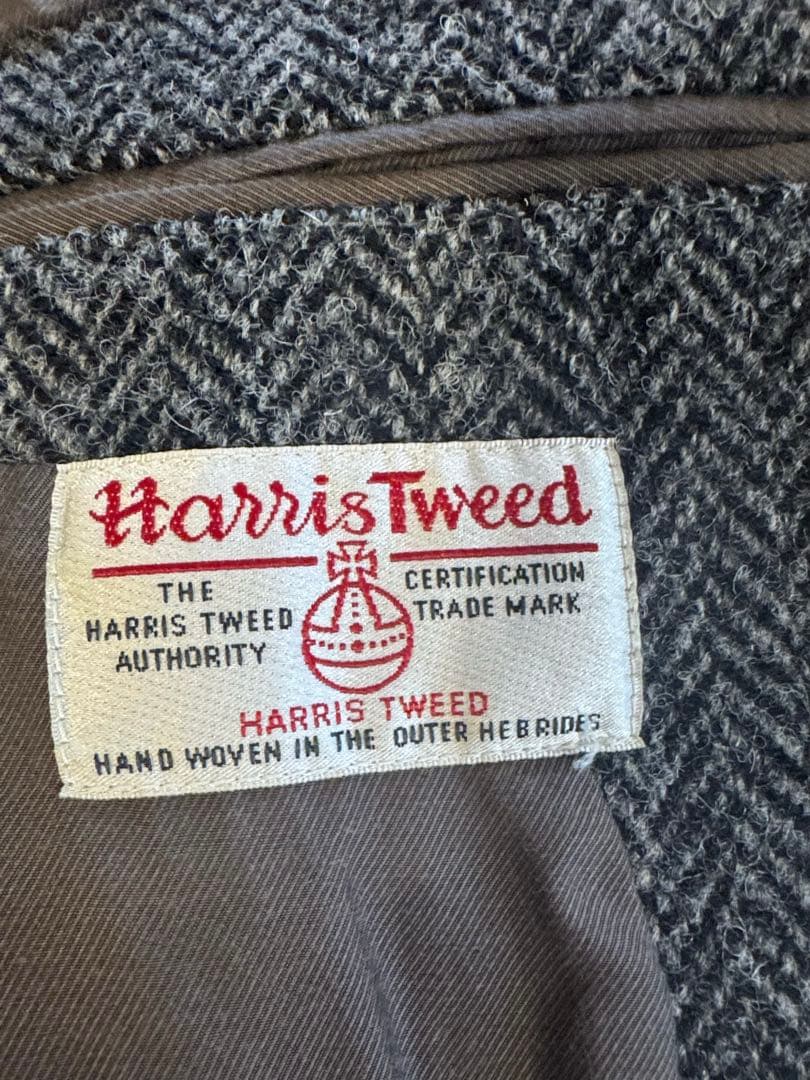 Harris Tweed
THE
HARRIS TWEED
AUTHORITY
CERTIFICATION
TRADE MARK
HARRIS TWEED
HAND WOVEN IN THE OUTER HEBRIDES